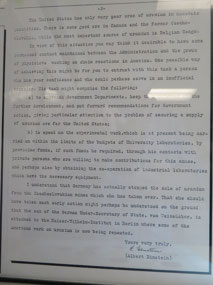 -2-
The United States has only very poor ores of uranium in moderate
quantities. There is some good ore in Canada and the former Czecho-
slovakia, while the most important source of uranium is Belgian Congo.
In view of this situation you may think it desirable to have some
permanent contact maintained between the Administration and the group
of physicists working on chain reactions in America. One possible way
of achieving this might be for you to entrust with this task a person
who has your confidence and who could perhaps serve in an inofficial
capacity. His task might comprise the following:
a) to Government Departments, keep
further development, and put forward recommendations for Government
action, giving particular attention to the problem of securing a supply
of uranium ore for the United States;
b) to speed up the experimental work, which is at present being car-
ried on within the limits of the budgets of University laboratories, by
providing funds, if such funds be required, through his contacts with
private persons who are willing to make contributions for this cause,
and perhaps also by obtaining the co-operation of industrial laboratories
which have the necessary equipment.
I understand that Germany has actually stopped the sale of uranium
from the Czechoslovakian mines which she has taken over. That she should
have taken such early action might perhaps be understood on the ground
that the son of the German Under-Secretary of State, von Weizsäcker, is
attached to the Kaiser-Wilhelm-Institut in Berlin where some of the
American work on uranium is now being repeated.
Yours very truly,
(Albert Einstein)